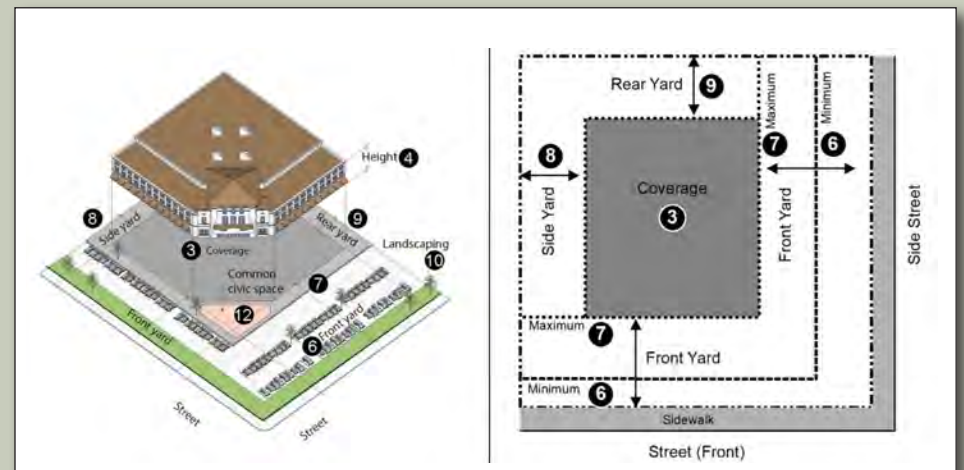 Height 4
8
Side yard
Rear yard
9
3 Coverage
Landscaping
10
Common
civic space
7
12
Front yard
6
Front yard
Street
Street
Rear Yard 9
Maximum
7
Minimum
6
8
Side Yard
Coverage
3
Front Yard
Side Street
Maximum
7
Front Yard
Minimum
6
Sidewalk
Street (Front)